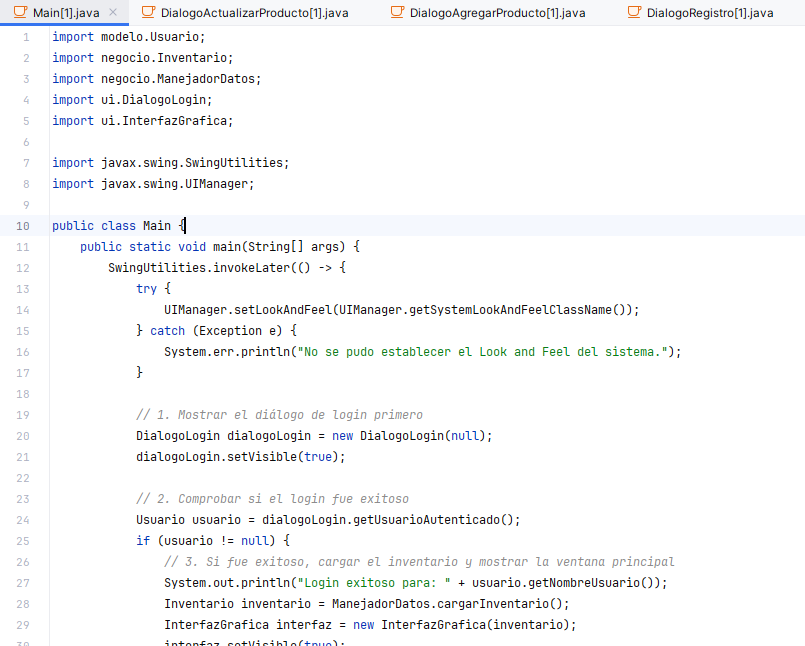 Main[1].java DialogoActualizarProducto[1].java DialogoAgregarProducto[1].java DialogoRegistro[1].java
1 import modelo.Usuario;
2 import negocio.Inventario;
3 import negocio.ManejadorDatos;
4 import ui.DialogoLogin;
5 import ui.InterfazGrafica;
6
7 import javax.swing.SwingUtilities;
8 import javax.swing.UIManager;
9
10 public class Main {
11 public static void main(String[] args) {
12 SwingUtilities.invokeLater(() -> {
13 try {
14 UIManager.setLookAndFeel(UIManager.getSystemLookAndFeelClassName());
15 } catch (Exception e) {
16 System.err.println("No se pudo establecer el Look and Feel del sistema.");
17 }
18
19 // 1. Mostrar el diálogo de login primero
20 DialogoLogin dialogoLogin = new DialogoLogin(null);
21 dialogoLogin.setVisible(true);
22
23 // 2. Comprobar si el login fue exitoso
24 Usuario usuario = dialogoLogin.getUsuarioAutenticado();
25 if (usuario != null) {
26 // 3. Si fue exitoso, cargar el inventario y mostrar la ventana principal
27 System.out.println("Login exitoso para: " + usuario.getNombreUsuario());
28 Inventario inventario = ManejadorDatos.cargarInventario();
29 InterfazGrafica interfaz = new InterfazGrafica(inventario);
30 interfaz.setVisible(true);